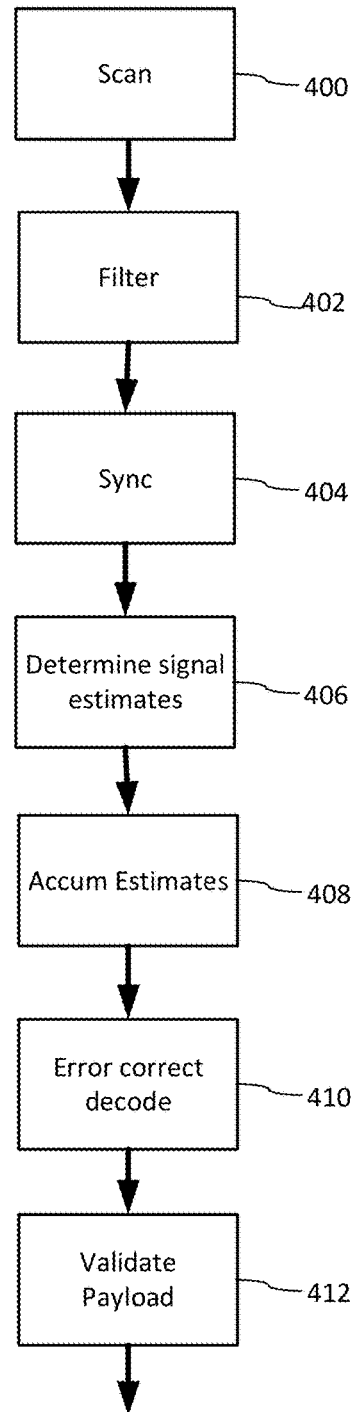 Scan
400
Filter
402
Sync
404
Determine signal
estimates
406
Accum Estimates
408
Error correct
decode
410
Validate
Payload
412